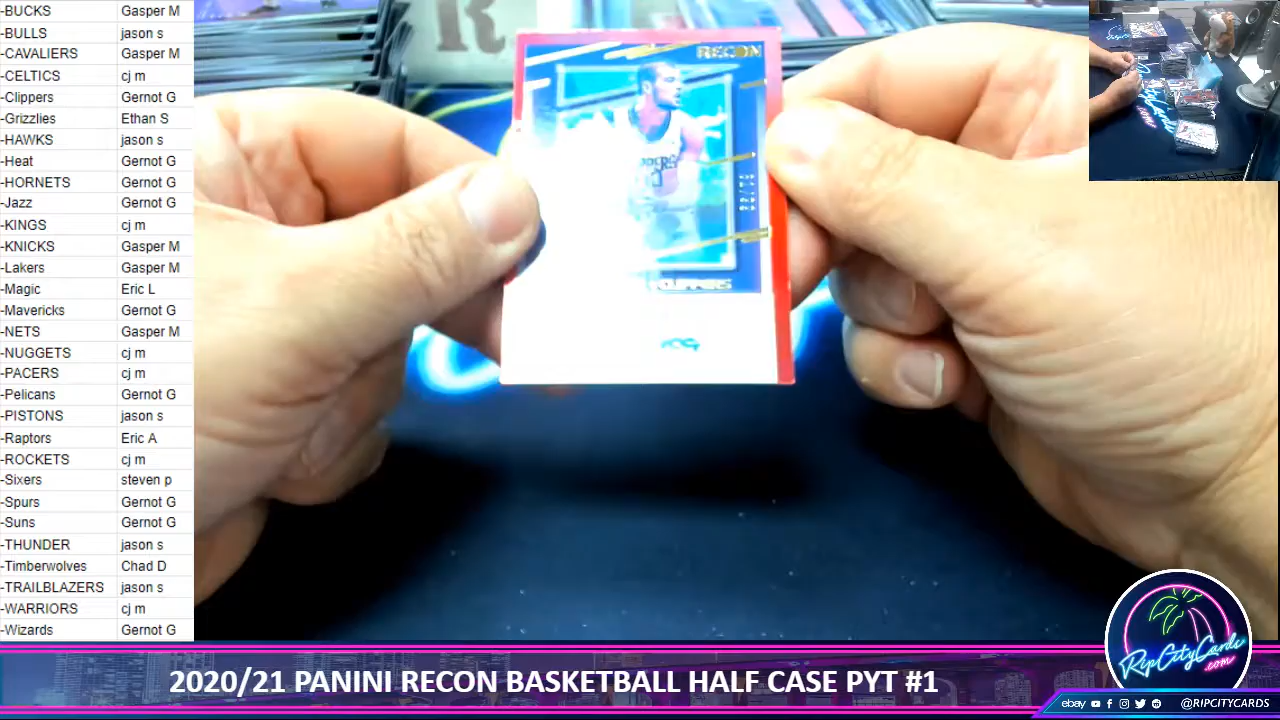 -BUCKS Gasper M
-BULLS jason s
-CAVALIERS Gasper M
-CELTICS cj m
-Clippers Gernot G
-Grizzlies Ethan S
-HAWKS jason s
-Heat Gernot G
-HORNETS Gernot G
-Jazz Gernot G
-KINGS cj m
-KNICKS Gasper M
-Lakers Gasper M
-Magic Eric L
-Mavericks Gernot G
-NETS Gasper M
-NUGGETS cj m
-PACERS cj m
-Pelicans Gernot G
-PISTONS jason s
-Raptors Eric A
-ROCKETS cj m
-Sixers steven p
-Spurs Gernot G
-Suns Gernot G
-THUNDER jason s
-Timberwolves Chad D
-TRAILBLAZERS jason s
-WARRIORS cj m
-Wizards Gernot G
RECON
CLIPPERS
RipCityCards
.com
2020/21 PANINI RECON BASKETBALL HALF CASE PYT #1
ebay @RIPCITYCARDS